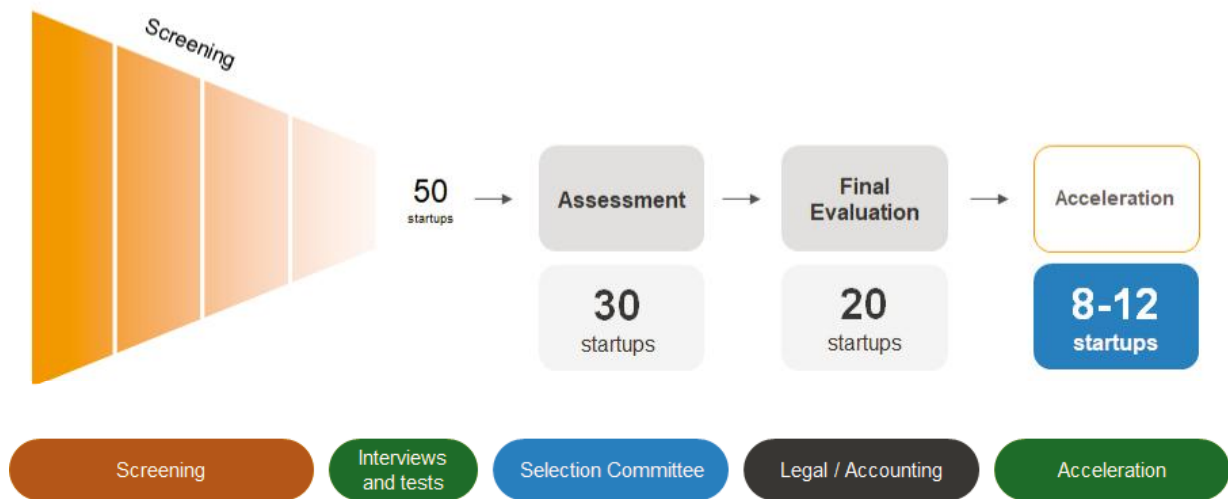 Screening
50
startups
Assessment
Final
Evaluation
Acceleration
30
startups
20
startups
8-12
startups
Screening
Interviews
and tests
Selection Committee
Legal / Accounting
Acceleration